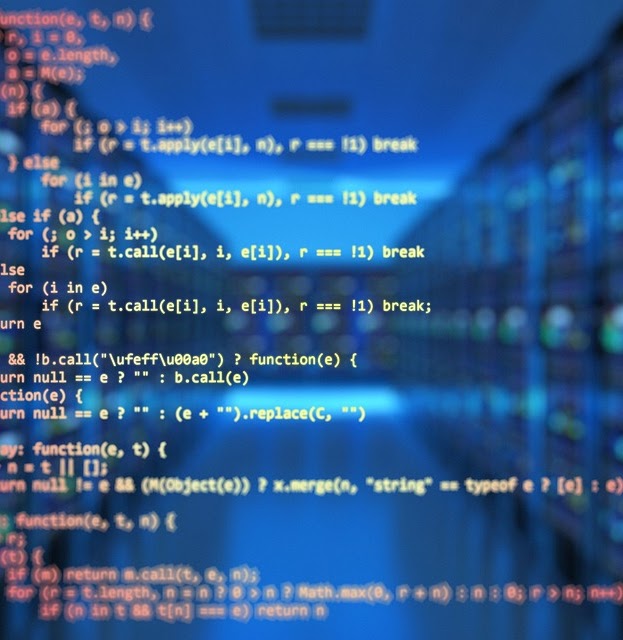 unction(e, t, n) {
r, i = 0,
o = e.length,
a = M(e);
(n) {
if (a) {
for (; o > i; i++)
if (r = t.apply(e[i], n), r === !1) break
} else
for (i in e)
if (r = t.apply(e[i], n), r === !1) break
lse if (a) {
for (; o > i; i++)
if (r = t.call(e[i], i, e[i]), r === !1) break
lse
for (i in e)
if (r = t.call(e[i], i, e[i]), r === !1) break;
urn e
&& !b.call("\ufeff\u00a0") ? function(e) {
urn null == e ? "" : b.call(e)
ction(e) {
urn null == e ? "" : (e + "").replace(C, "")
ay: function(e, t) {
n = t || [];
urn null != e && (M(Object(e)) ? x.merge(n, "string" == typeof e ? [e] : e)
: function(e, t, n) {
r;
(t) {
if (m) return m.call(t, e, n);
for (r = t.length, n = n ? 0 > n ? Math.max(0, r + n) : n : 0; r > n; n++)
if (n in t && t[n] === e) return n